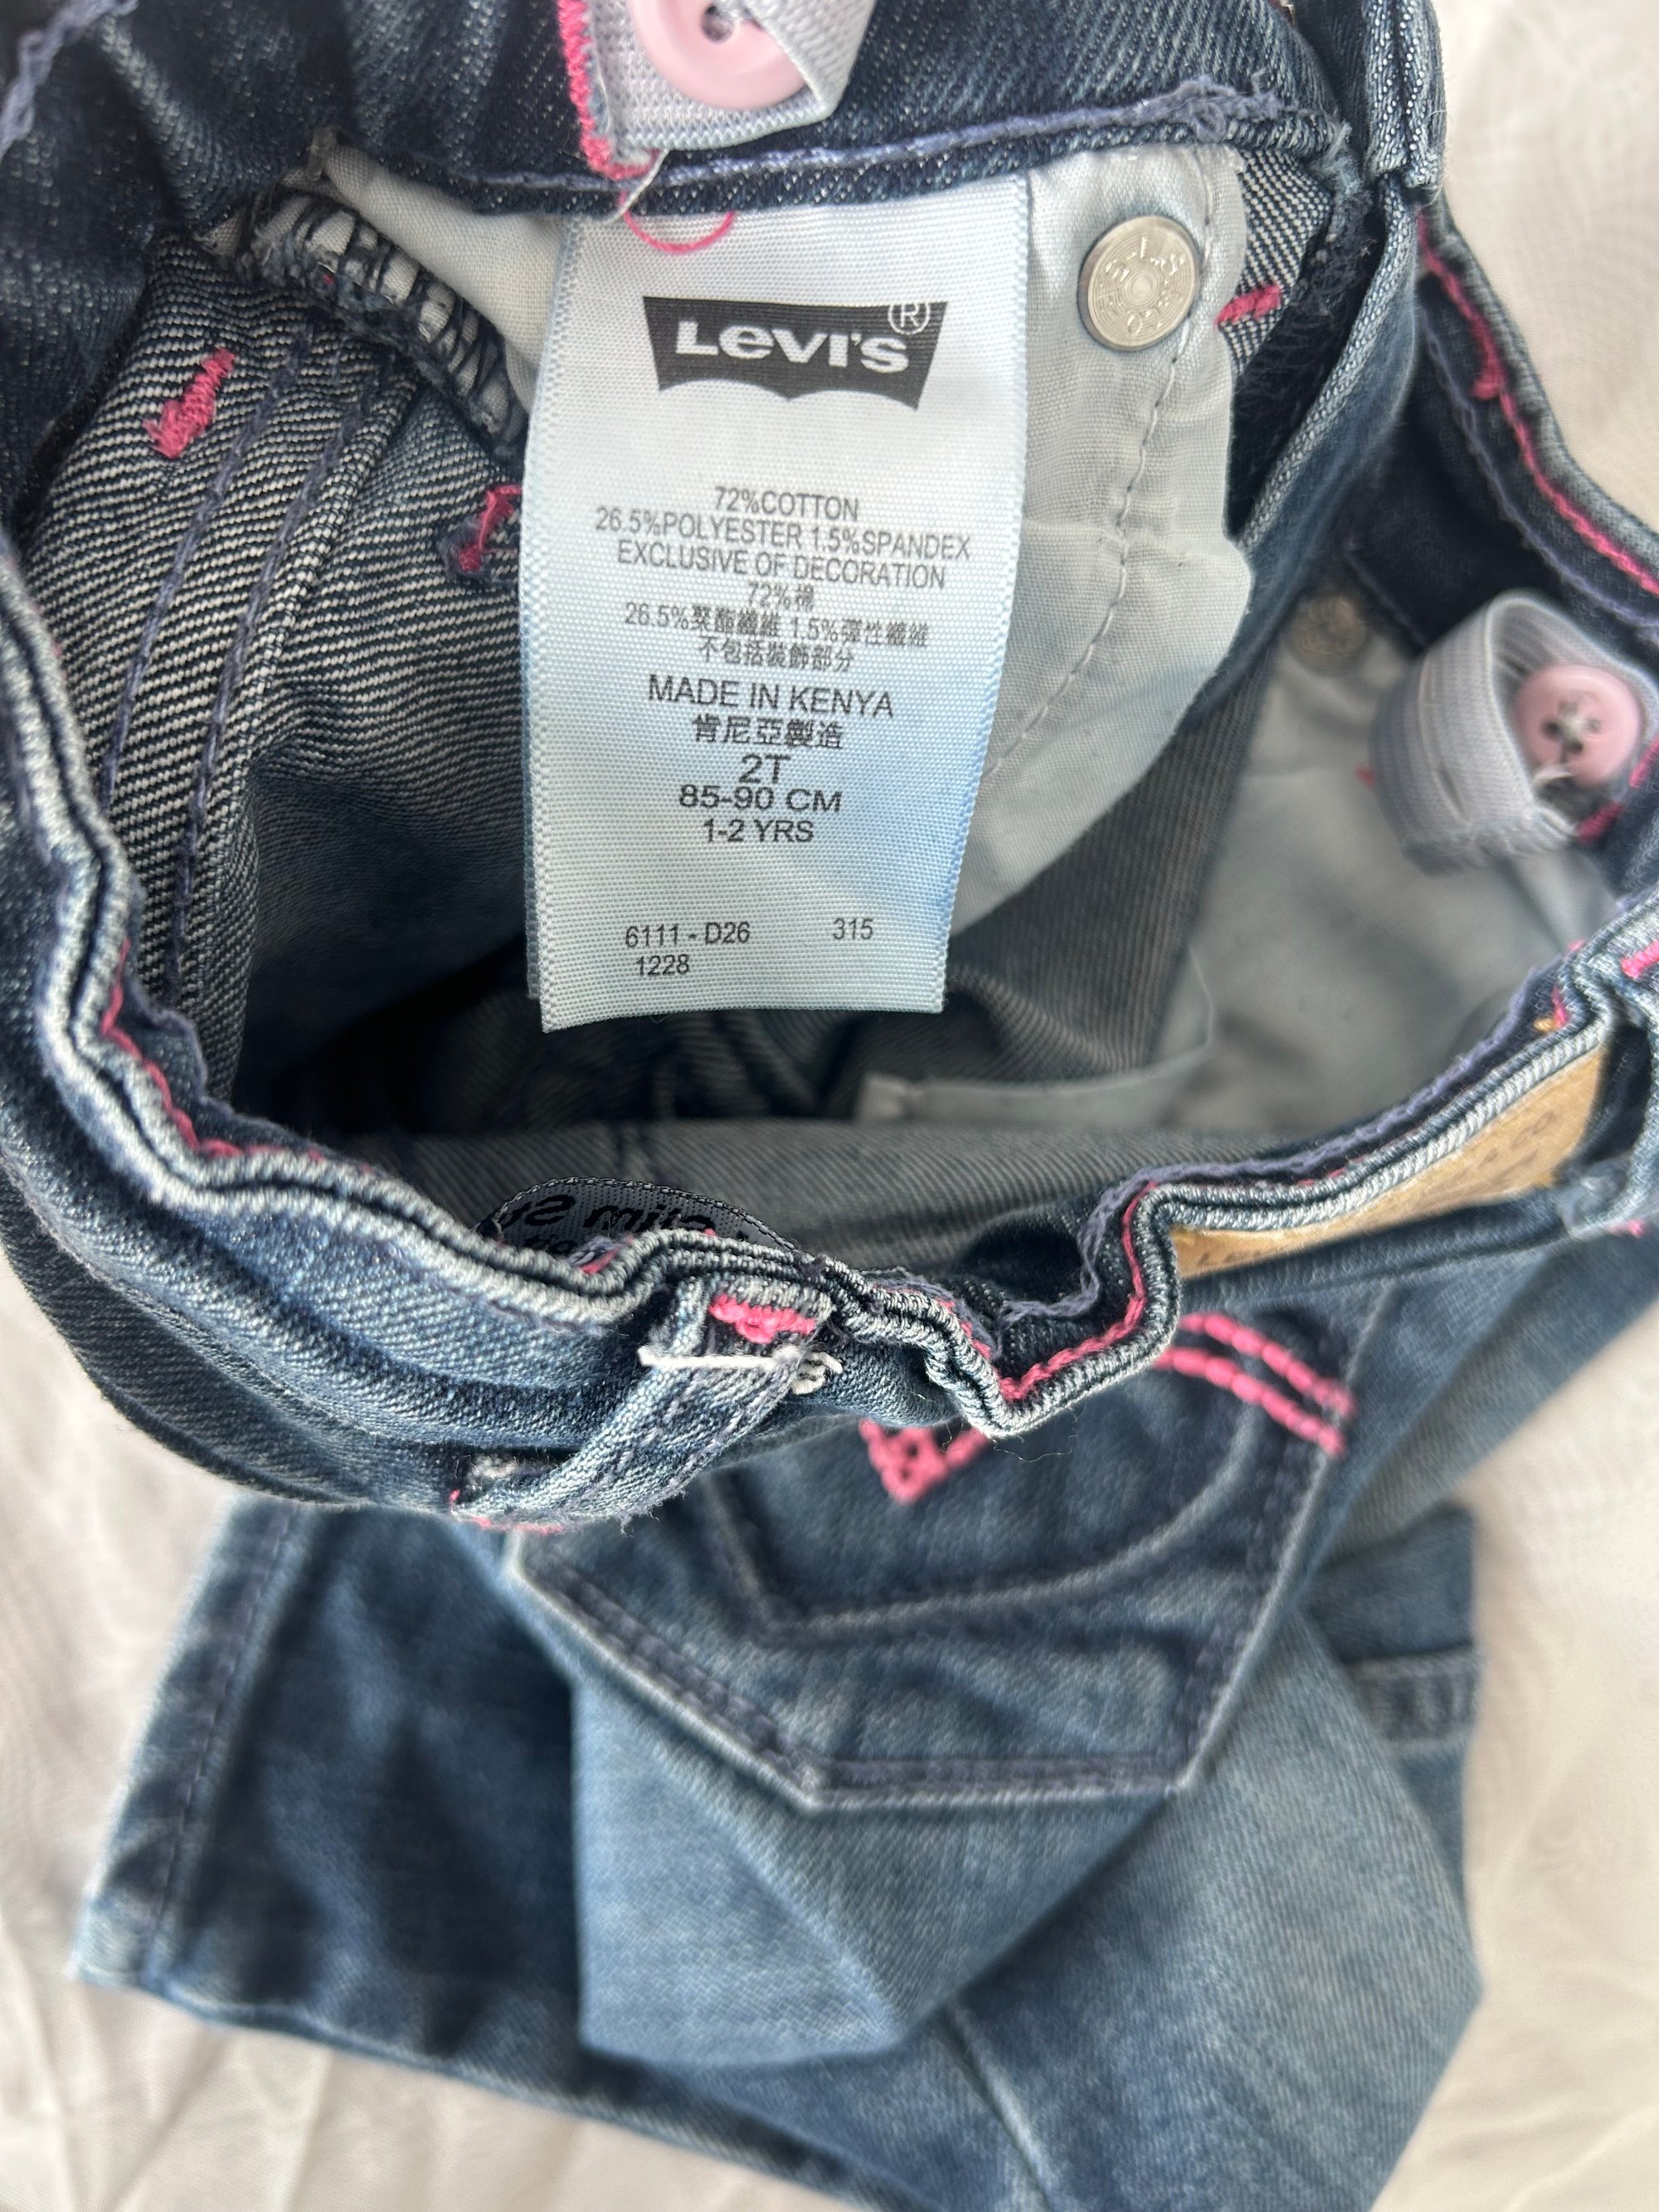 Levi's®
72%COTTON
26.5%POLYESTER 1.5%SPANDEX
EXCLUSIVE OF DECORATION
72%棉
26.5%聚酯纖維 1.5%彈性纖維
不包括裝飾部分
MADE IN KENYA
肯尼亞製造
2T
85-90 CM
1-2 YRS
6111 - D26 315
1228